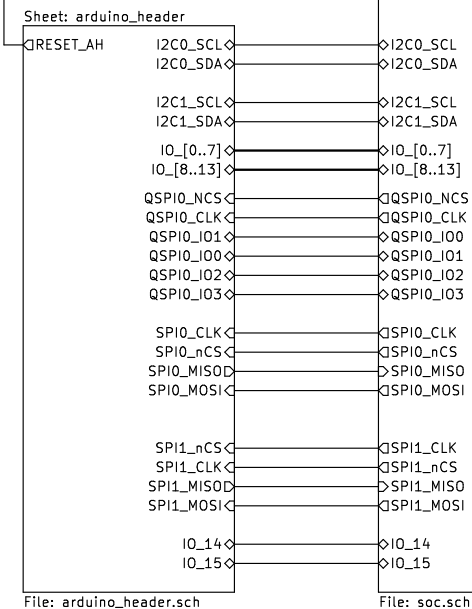 Sheet: arduino_header
RESET_AH I2C0_SCL I2C0_SCL
I2C0_SDA I2C0_SDA
I2C1_SCL I2C1_SCL
I2C1_SDA I2C1_SDA
IO_[0..7] IO_[0..7]
IO_[8..13] IO_[8..13]
QSPI0_NCS QSPI0_NCS
QSPI0_CLK QSPI0_CLK
QSPI0_IO1 QSPI0_IO0
QSPI0_IO0 QSPI0_IO1
QSPI0_IO2 QSPI0_IO2
QSPI0_IO3 QSPI0_IO3
SPI0_CLK SPI0_CLK
SPI0_nCS SPI0_nCS
SPI0_MISO SPI0_MISO
SPI0_MOSI SPI0_MOSI
SPI1_nCS SPI1_CLK
SPI1_CLK SPI1_nCS
SPI1_MISO SPI1_MISO
SPI1_MOSI SPI1_MOSI
IO_14 IO_14
IO_15 IO_15
File: arduino_header.sch File: soc.sch